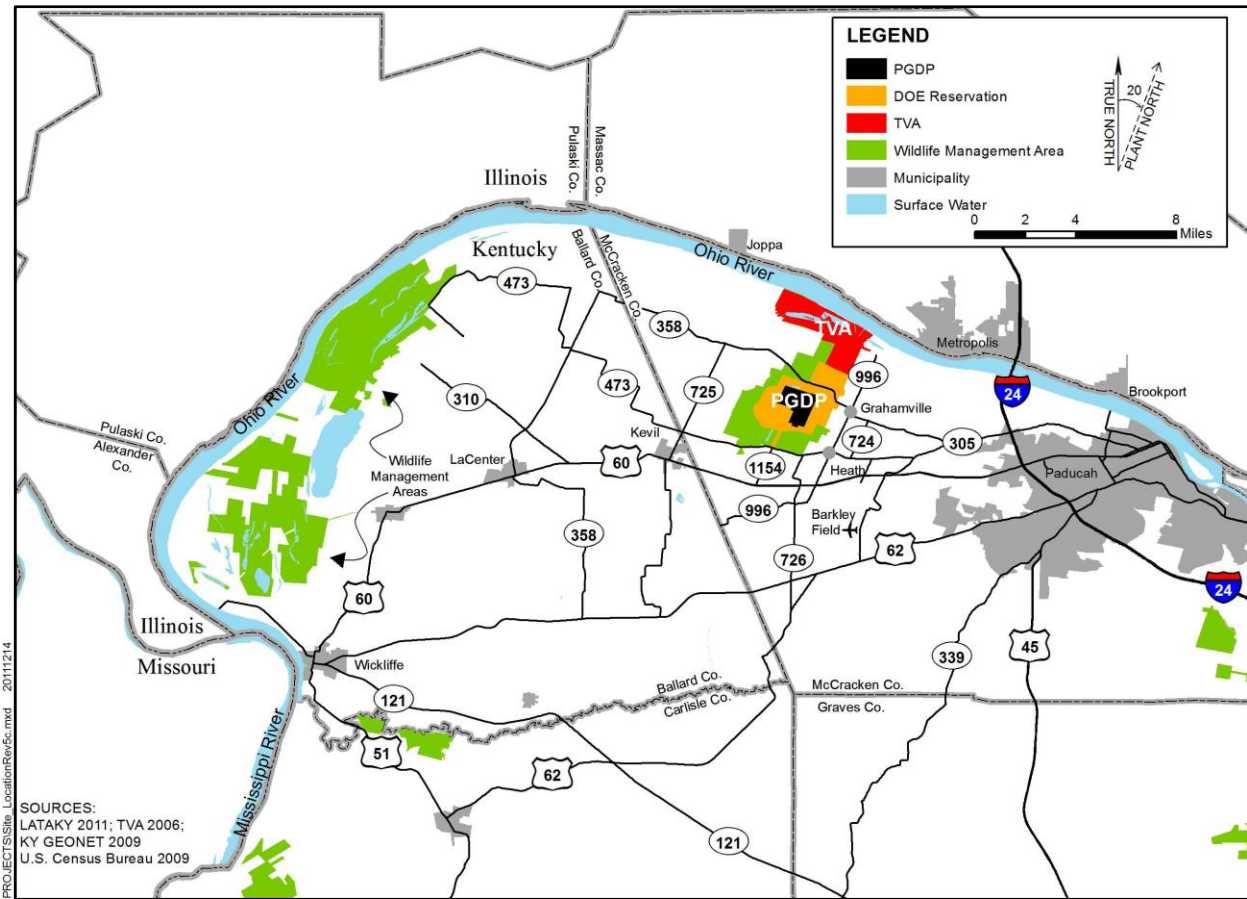 LEGEND
PGDP
DOE Reservation
TVA
Wildlife Management Area
Municipality
Surface Water
TRUE NORTH
20
PLANT NORTH
0 2 4 8
Miles
Pulaski Co.
Massac Co.
Illinois
Kentucky
Ballard Co.
McCracken Co.
Ohio River
Joppa
473
358
TVA
Metropolis
996
24
Brookport
Ohio River
473
725
PGDP
Grahamville
310
Pulaski Co.
Alexander
Co.
Kevil
724
305
Wildlife
Management
Areas
LaCenter
60
1154
Heath
Paducah
996
Barkley
Field
358
62
726
60
24
Illinois
Missouri
Wickliffe
339
45
121
Ballard Co.
Carlisle Co.
McCracken Co.
Graves Co.
51
62
Mississippi River
121
SOURCES:
LATAKY 2011; TVA 2006;
KY GEONET 2009
U.S. Census Bureau 2009
PROJECTS\Site_LocationRev5c.mxd 20111214